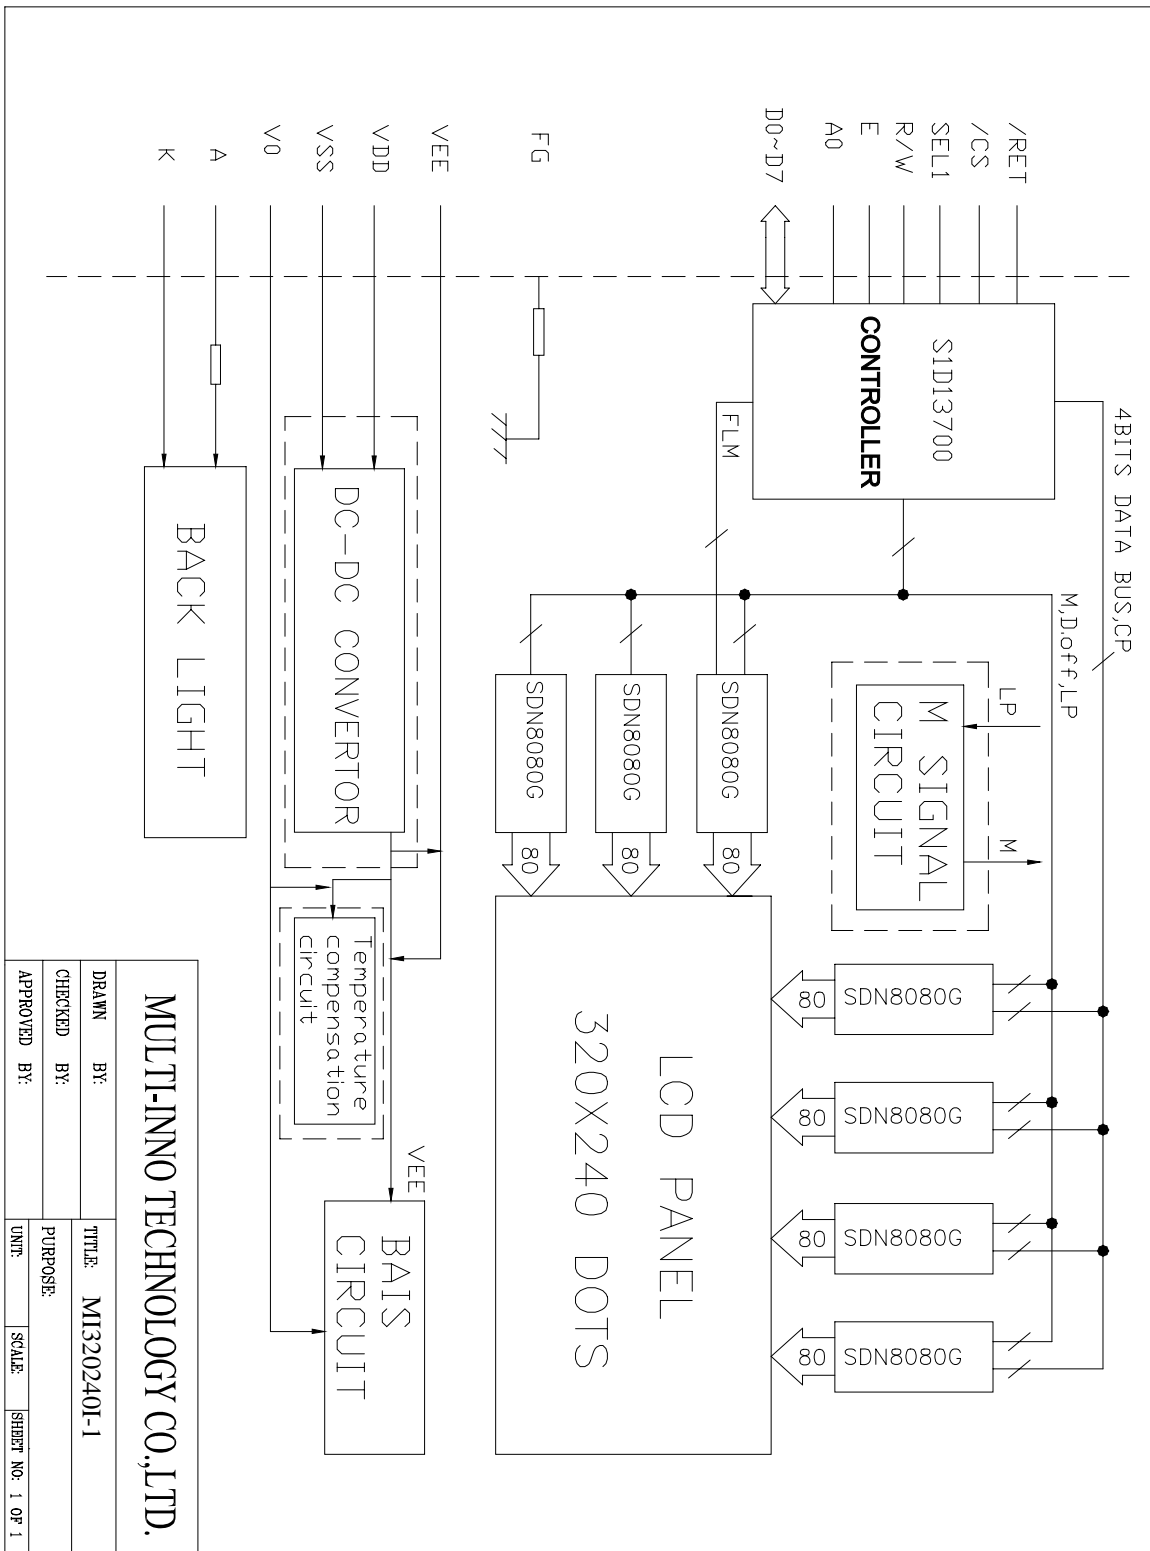 /RET
/CS
SEL1
R/W
E
A0
D0~D7
FG
VEE
VDD
VSS
V0
A
K
S1D13700
CONTROLLER
FLM
4BITS DATA BUS,CP
M,D.off,LP
LP
M SIGNAL
CIRCUIT
M
SDN8080G
80
SDN8080G
80
SDN8080G
80
SDN8080G
80
SDN8080G
80
SDN8080G
80
SDN8080G
80
LCD PANEL
320X240 DOTS
DC-DC CONVERTOR
Temperature
compensation
circuit
VEE
BAIS
CIRCUIT
BACK LIGHT
MULTI-INNO TECHNOLOGY CO.,LTD.
DRAWN BY:
TITLE: MI320240I-1
CHECKED BY:
PURPOSE:
APPROVED BY:
UNIT:
SCALE:
SHEET NO: 1 OF 1